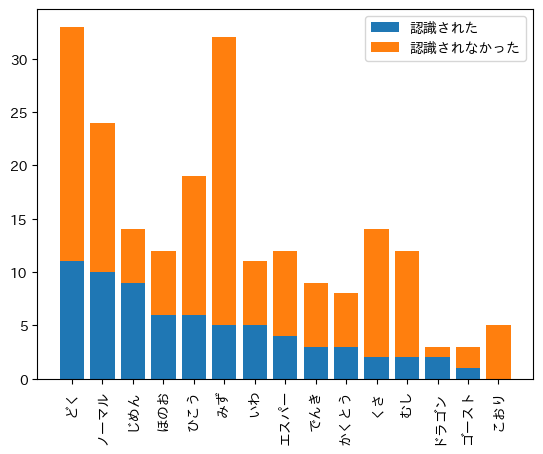 認識された
認識されなかった
30
25
20
15
10
5
0
どく
ノーマル
じめん
ほのお
ひこう
みず
いわ
エスパー
でんき
かくとう
くさ
むし
ドラゴン
ゴースト
こおり